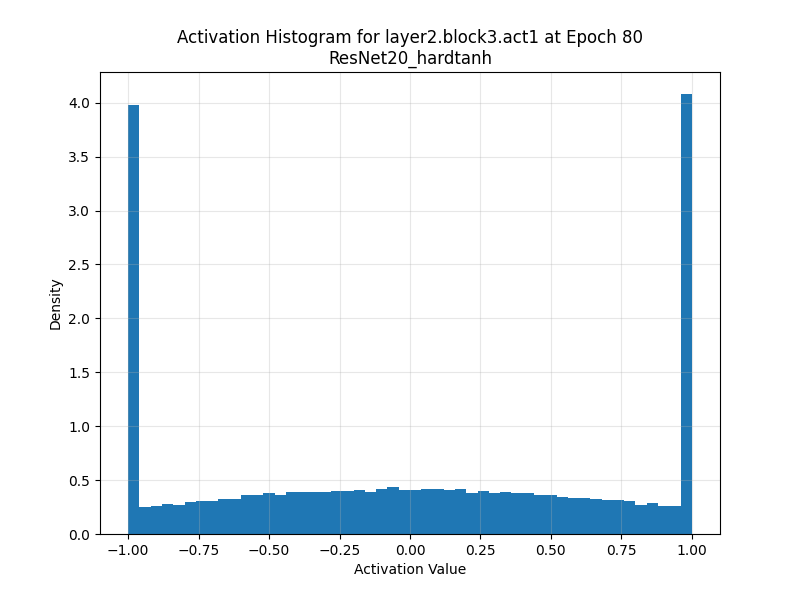 Activation Histogram for layer2.block3.act1 at Epoch 80
ResNet20_hardtanh
Density
4.0
3.5
3.0
2.5
2.0
1.5
1.0
0.5
0.0
−1.00 −0.75 −0.50 −0.25 0.00 0.25 0.50 0.75 1.00
Activation Value